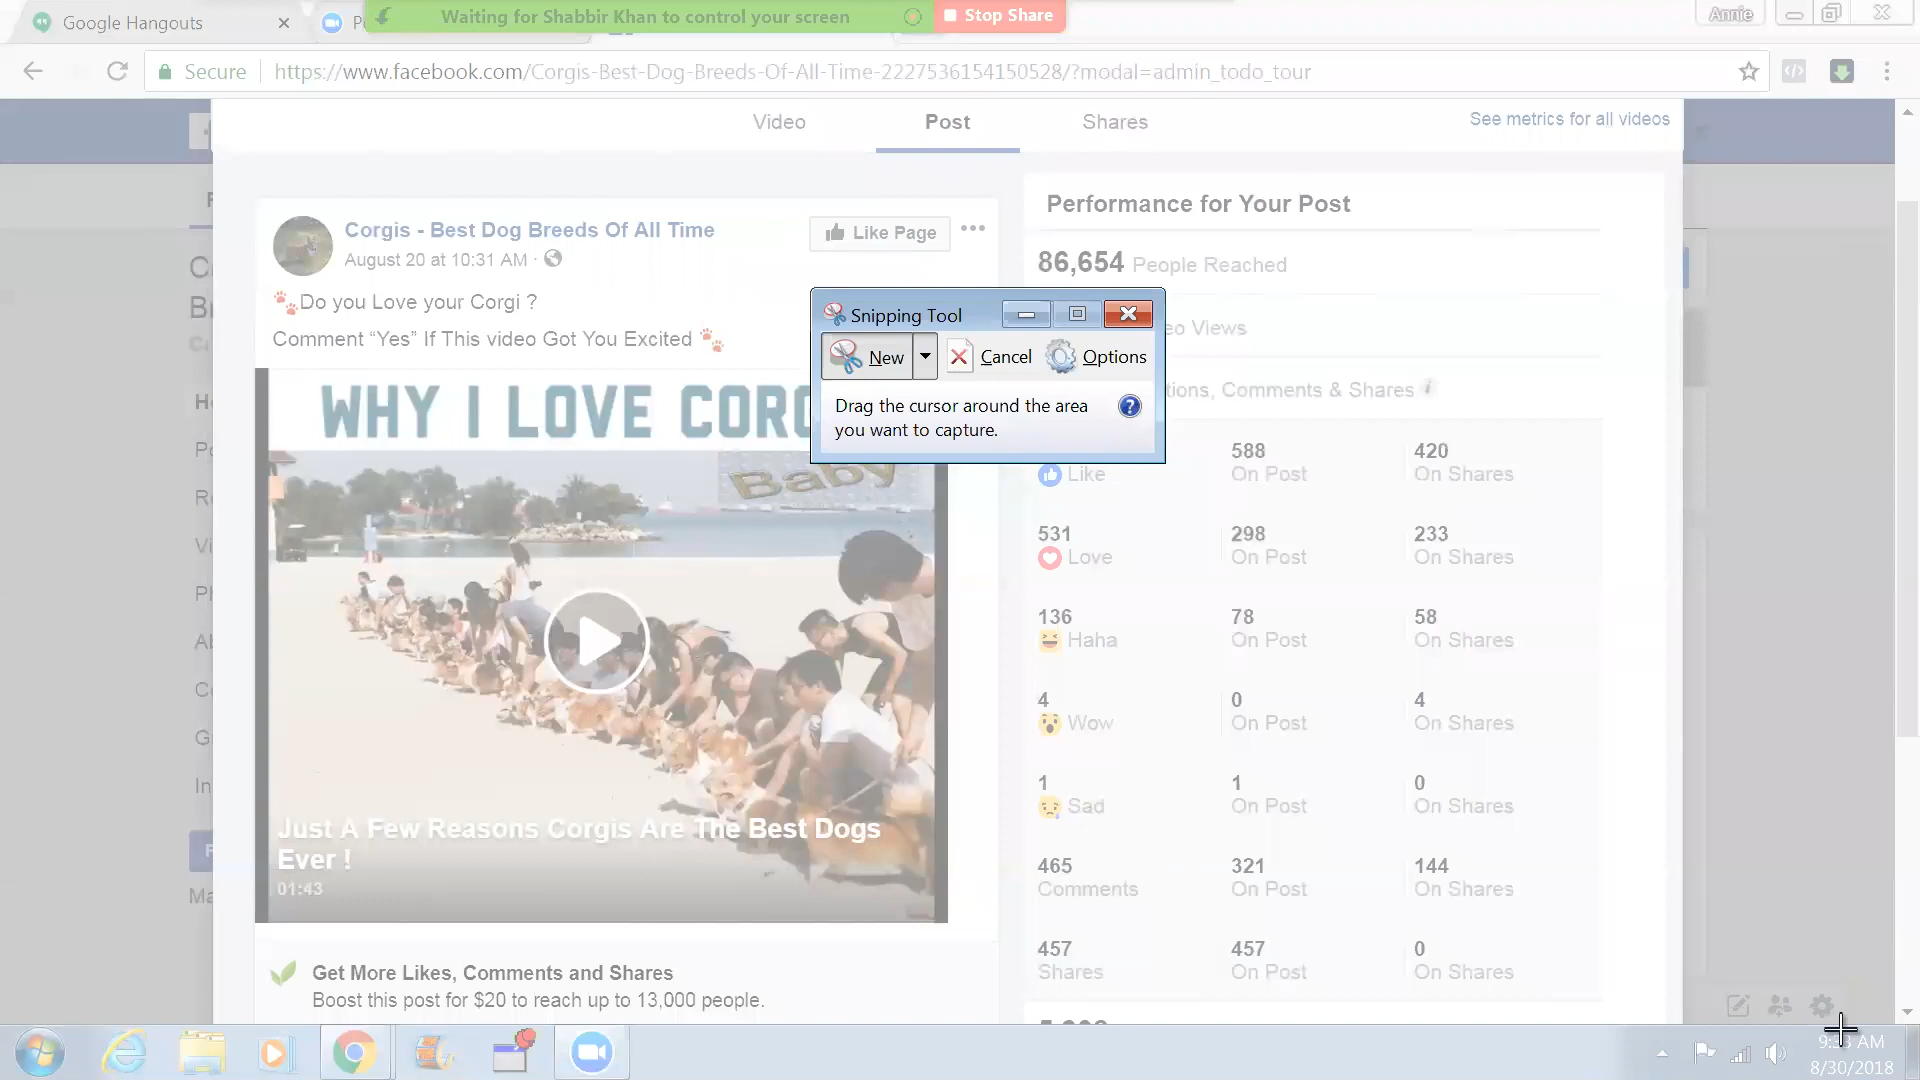 Google Hangouts
Waiting for Shabbir Khan to control your screen
Stop Share
Annie
Secure
https://www.facebook.com/Corgis-Best-Dog-Breeds-Of-All-Time-2227536154150528/?modal=admin_todo_tour
Video
Post
Shares
See metrics for all videos
Corgis - Best Dog Breeds Of All Time
August 20 at 10:31 AM ·
Like Page
Do you Love your Corgi ?
Comment “Yes” If This video Got You Excited
WHY I LOVE
Baby
Just A Few Reasons Corgis Are The Best Dogs
Ever !
01:43
Get More Likes, Comments and Shares
Boost this post for $20 to reach up to 13,000 people.
Performance for Your Post
86,654 People Reached
Views
Comments & Shares
Snipping Tool
New
Cancel
Options
Drag the cursor around the area
you want to capture.
588
420
Like
On Post
On Shares
531
298
233
Love
On Post
On Shares
136
78
58
Haha
On Post
On Shares
4
0
4
Wow
On Post
On Shares
1
1
0
Sad
On Post
On Shares
465
321
144
Comments
On Post
On Shares
457
457
0
Shares
On Post
On Shares
8/30/2018